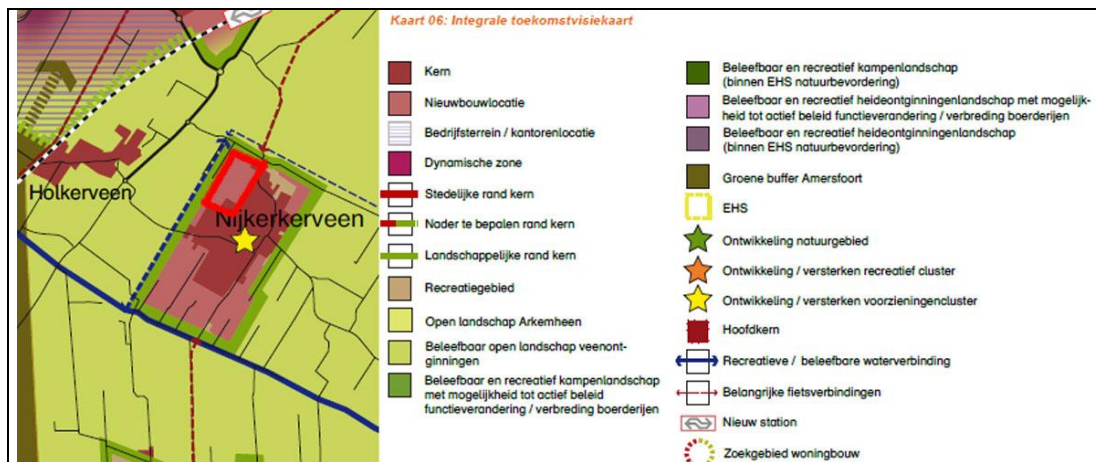 Kaart 06: Integrale toekomstvisiekaart
Holkerveen
Nijkerkerveen
Kern
Nieuwbouwlocatie
Bedrijfsterrein / kantorenlocatie
Dynamische zone
Stedelijke rand kern
Nader te bepalen rand kern
Landschappelijke rand kern
Recreatiegebied
Open landschap Arkemheen
Beleefbaar open landschap veenont-
ginningen
Beleefbaar en recreatief kampenlandschap
met mogelijkheid tot actief beleid
functieverandering / verbreding boerderijen
Beleefbaar en recreatief kampenlandschap
(binnen EHS natuurbevordering)
Beleefbaar en recreatief heideontginningenlandschap met mogelijk-
heid tot actief beleid functieverandering / verbreding boerderijen
Beleefbaar en recreatief heideontginningenlandschap
(binnen EHS natuurbevordering)
Groene buffer Amersfoort
EHS
Ontwikkeling natuurgebied
Ontwikkeling / versterken recreatief cluster
Ontwikkeling / versterken voorzieningencluster
Hoofdkern
Recreatieve / beleefbare waterverbinding
Belangrijke fietsverbindingen
Nieuw station
Zoekgebied woningbouw